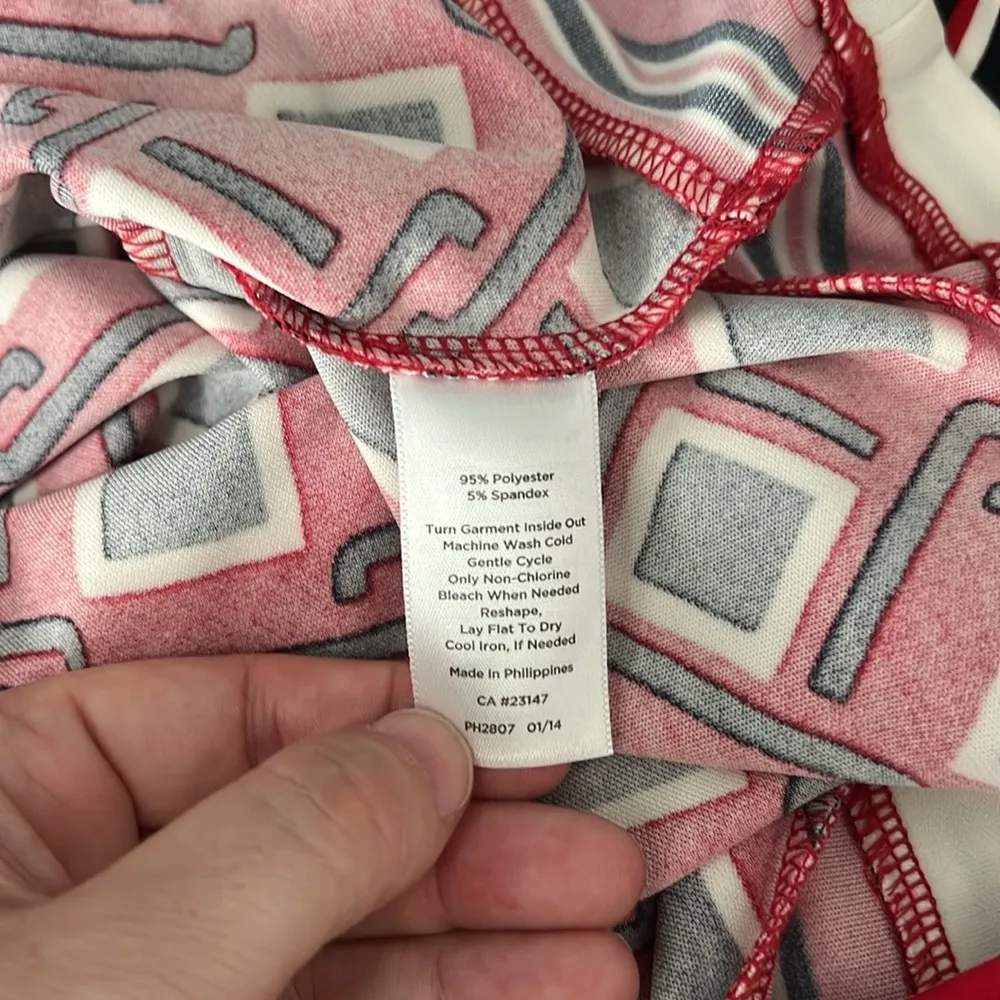 95% Polyester
5% Spandex
Turn Garment Inside Out
Machine Wash Cold
Gentle Cycle
Only Non-Chlorine
Bleach When Needed
Reshape,
Lay Flat To Dry
Cool Iron, If Needed
Made In Philippines
CA #23147
PH2807 01/14